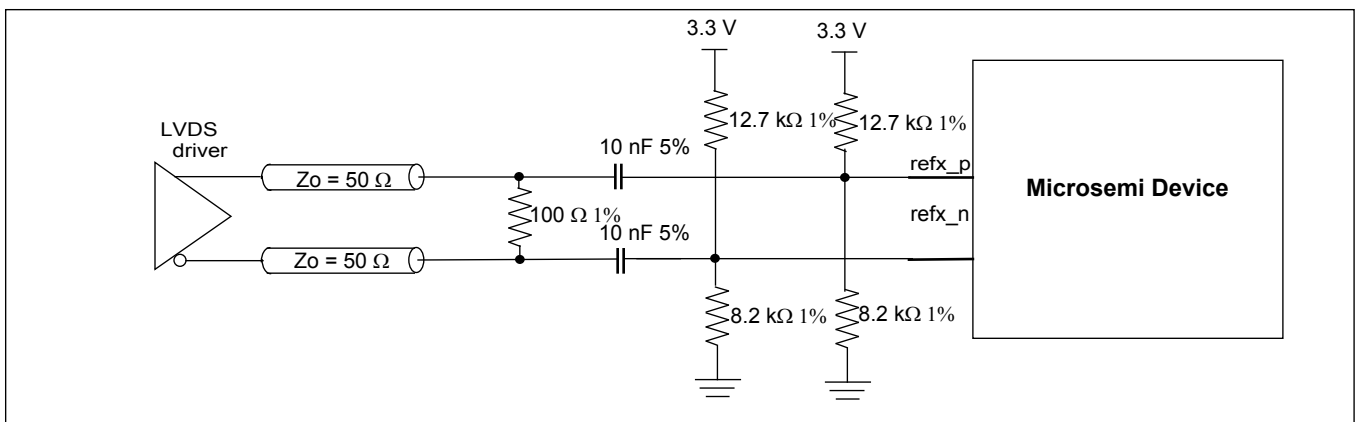 3.3 V
3.3 V
12.7 kΩ 1%
12.7 kΩ 1%
LVDS
driver
10 nF 5%
Zo = 50 Ω
refx_p
Microsemi Device
100 Ω 1%
refx_n
10 nF 5%
Zo = 50 Ω
8.2 kΩ 1%
8.2 kΩ 1%